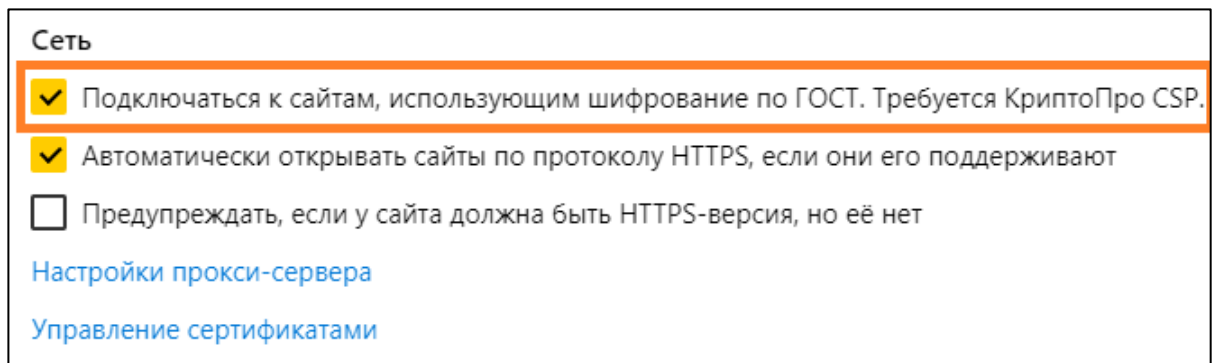 Сеть
Подключаться к сайтам, использующим шифрование по ГОСТ. Требуется КриптоПро CSP.
Автоматически открывать сайты по протоколу HTTPS, если они его поддерживают
Предупреждать, если у сайта должна быть HTTPS-версия, но её нет
Настройки прокси-сервера
Управление сертификатами